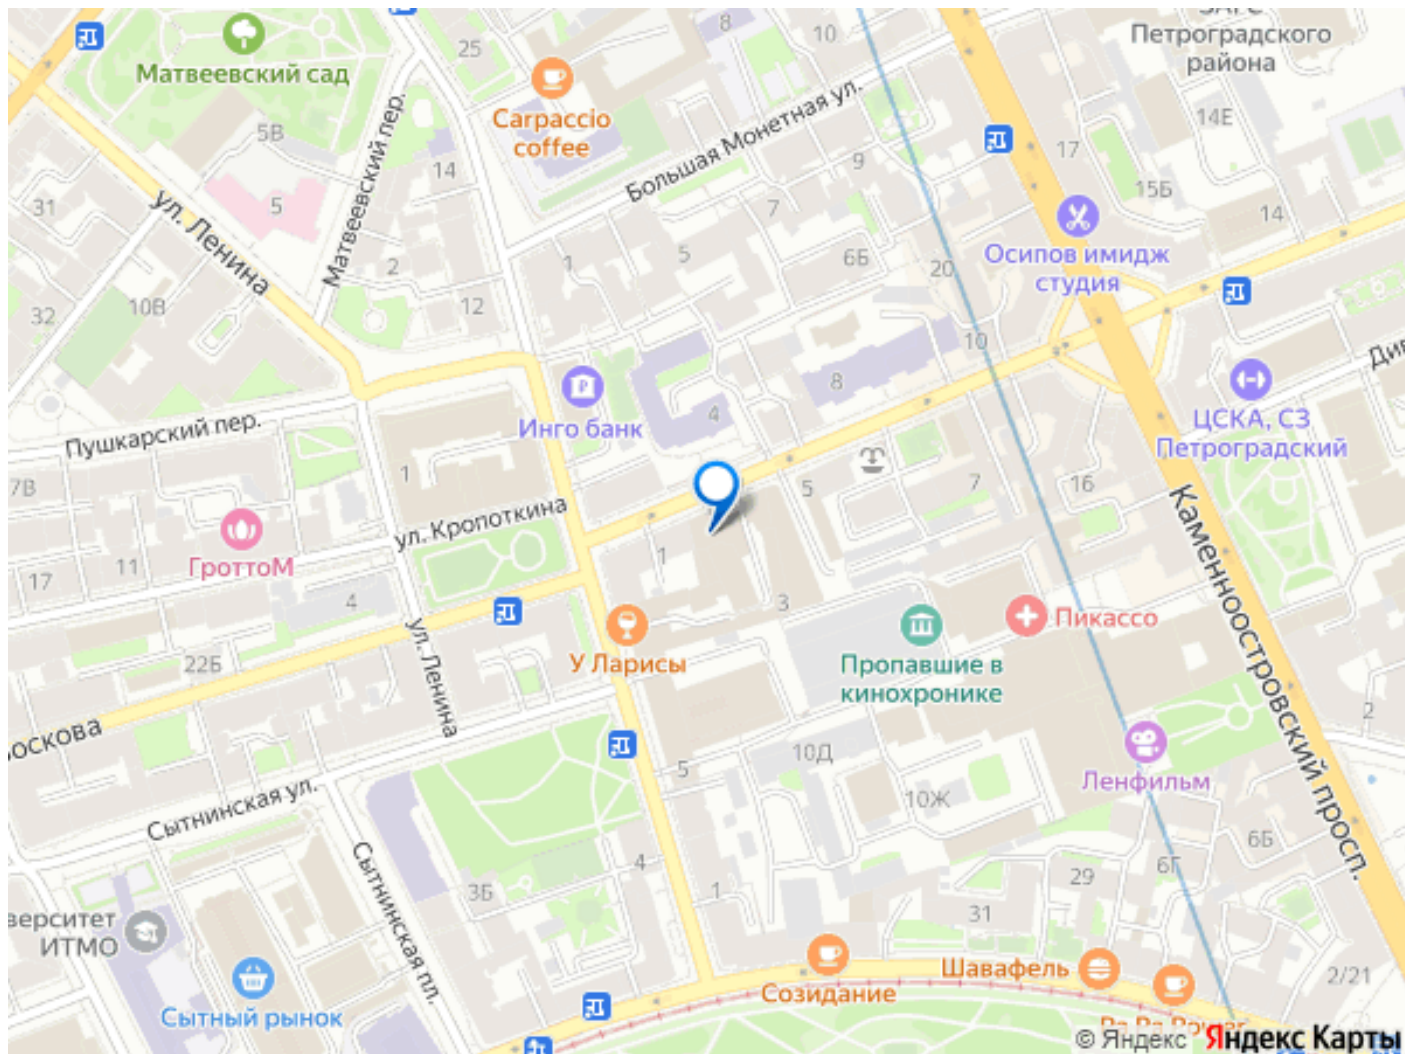 Петроградского
района
25
8
10
Матвеевский сад
Carpaccio
coffee
Большая Монетная ул.
14Е
5В
17
Матвеевский пер.
14
9
15Б
31
5
7
14
ул. Ленина
Осипов имидж
студия
2
1
5
6Б
20
10В
12
32
10
Инго банк
8
4
ЦСКА, СЗ
Петроградский
Пушкарский пер.
1
7В
5
7
16
ул. Кропоткина
Каменноостровский просп.
ГроттоМ
17
11
1
4
3
Пикассо
У Ларисы
22Б
ул. Ленина
Пропавшие в
кинохронике
2
5
10Д
Ленфильм
10Ж
Сытнинская ул.
6Б
Сытнинская пл.
4
6Г
3Б
1
29
31
ИТМО
Шавафель
2/21
Созидание
Сытный рынок
© Яндекс Яндекс Карты